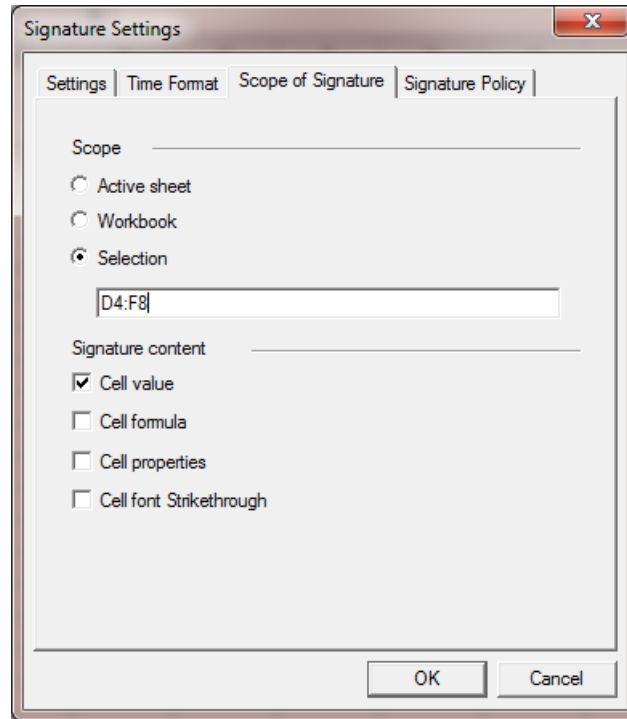 Signature Settings
Settings Time Format Scope of Signature Signature Policy
Scope
Active sheet
Workbook
Selection
D4:F8
Signature content
Cell value
Cell formula
Cell properties
Cell font Strikethrough
OK Cancel